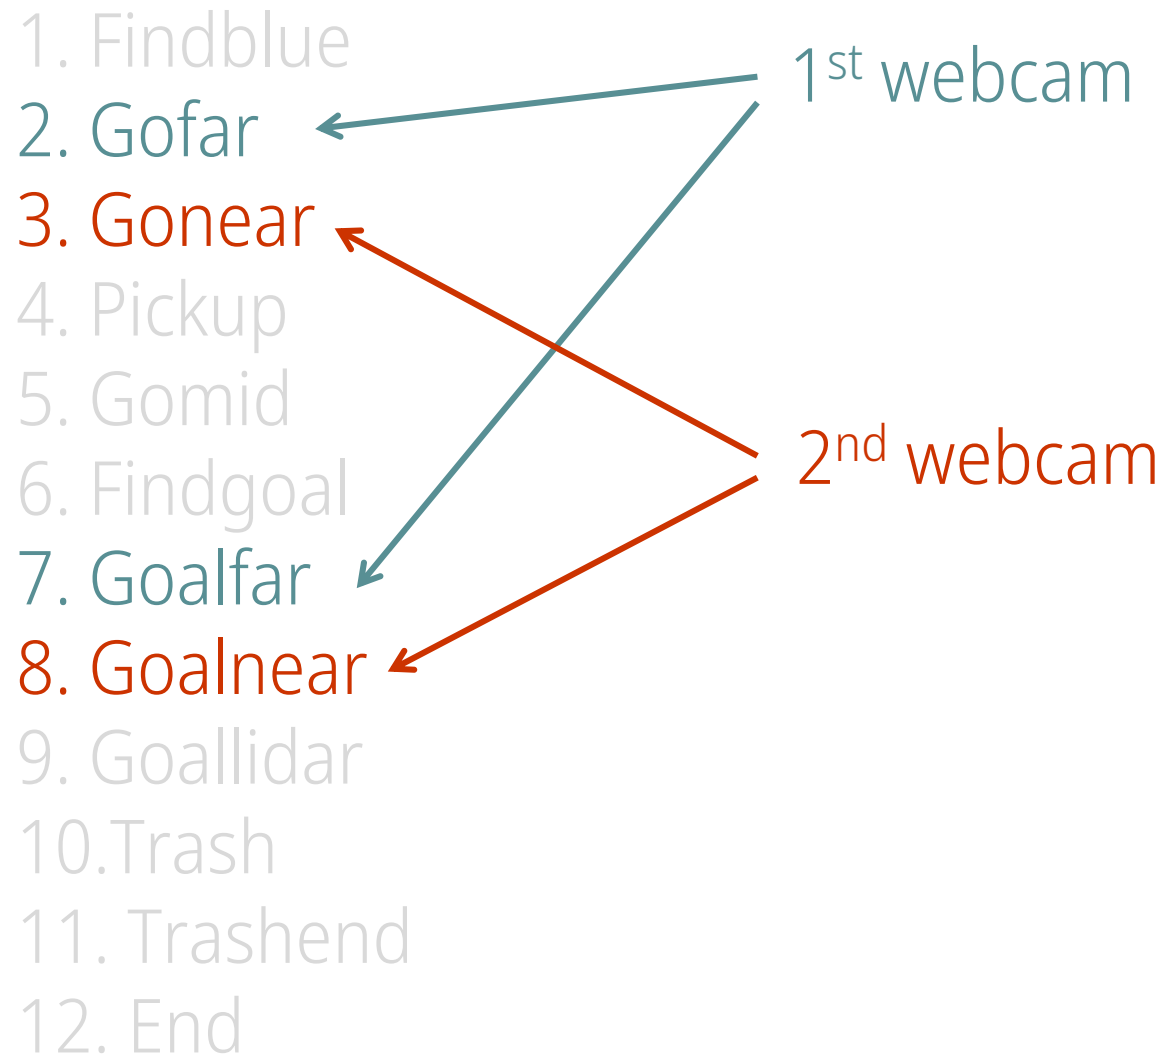 1. Findblue
2. Gofar
3. Gonear
4. Pickup
5. Gomid
6. Findgoal
7. Goalfar
8. Goalnear
9. Goallidar
10.Trash
11. Trashend
12. End
1st webcam
2nd webcam